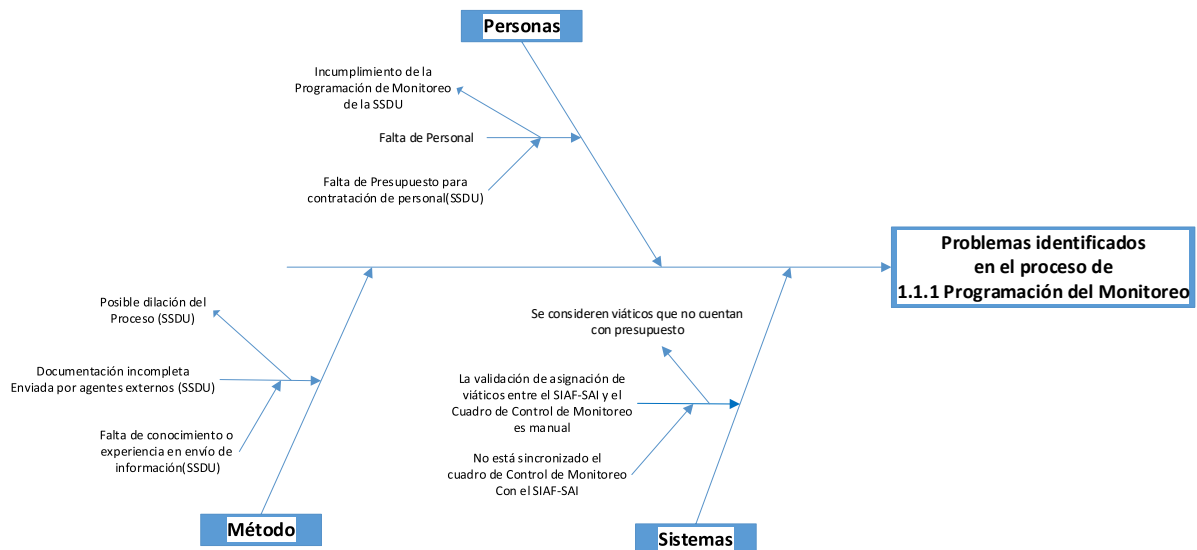 Personas
Incumplimiento de la
Programación de Monitoreo
de la SSDU
Falta de Personal
Falta de Presupuesto para
contratación de personal(SSDU)
Problemas identificados
en el proceso de
1.1.1 Programación del Monitoreo
Posible dilación del
Proceso (SSDU)
Documentación incompleta
Enviada por agentes externos (SSDU)
Falta de conocimiento o
experiencia en envío de
información(SSDU)
Método
Se consideren viáticos que no cuentan
con presupuesto
La validación de asignación de
viáticos entre el SIAF-SAI y el
Cuadro de Control de Monitoreo
es manual
No está sincronizado el
cuadro de Control de Monitoreo
Con el SIAF-SAI
Sistemas